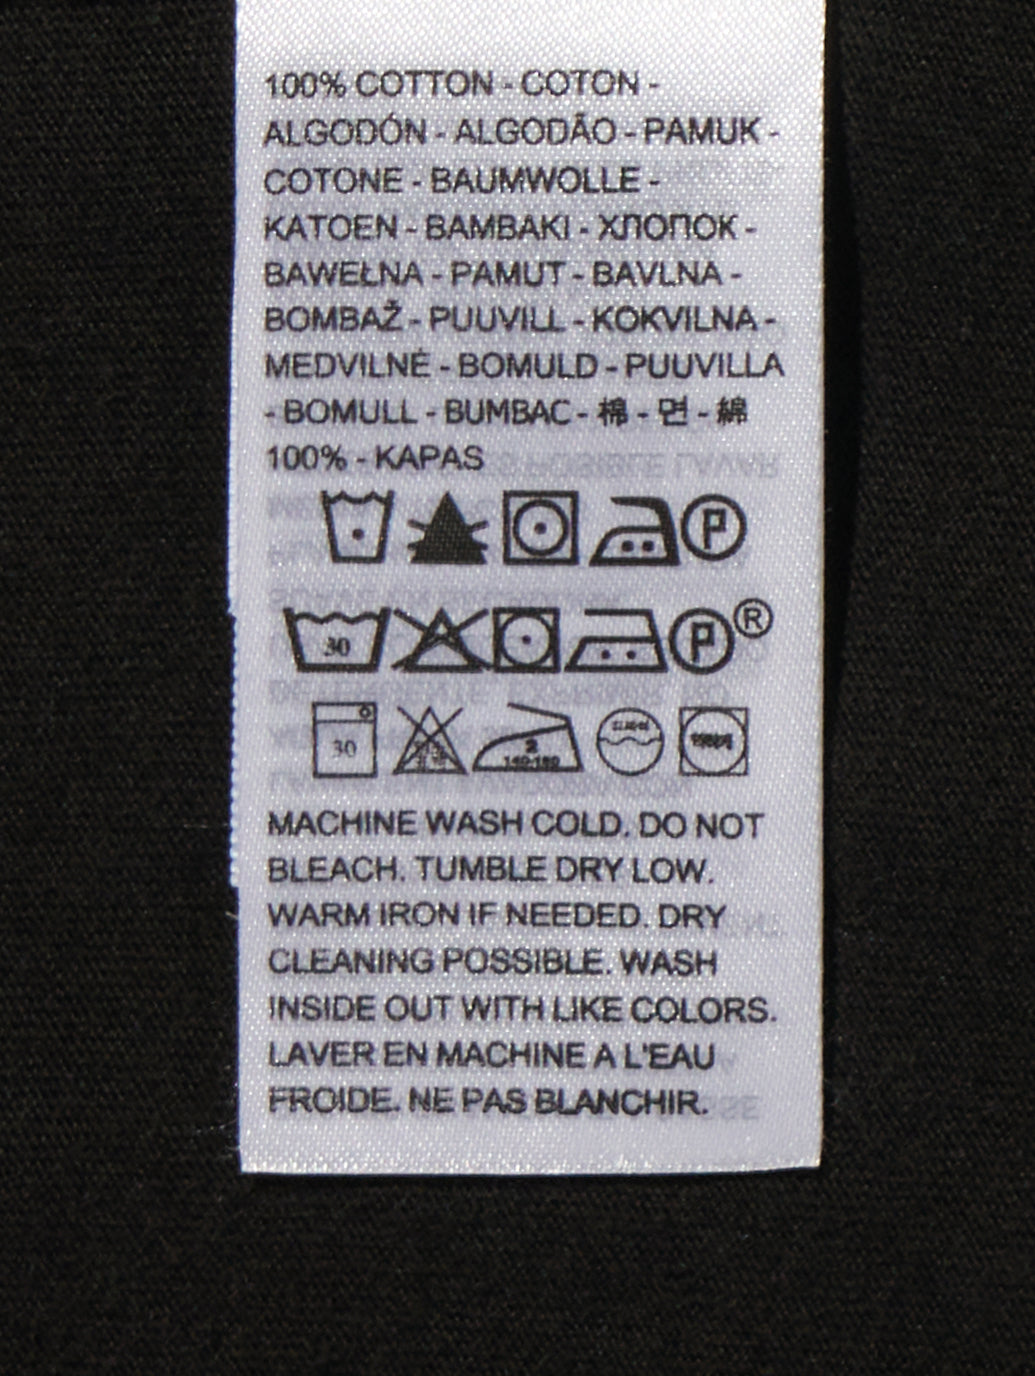 100% COTTON - COTON -
ALGODÓN - ALGODÃO - PAMUK -
COTONE - BAUMWOLLE -
KATOEN - BAMBAKI - ХЛОПОК -
BAWEŁNA - PAMUT - BAVLNA -
BOMBAŽ - PUUVILL - KOKVILNA -
MEDVILNĖ - BOMULD - PUUVILLA
- BOMULL - BUMBAC - 棉 - 면 - 綿
100% - KAPAS
P
30 P ®
30 2
MACHINE WASH COLD. DO NOT
BLEACH. TUMBLE DRY LOW.
WARM IRON IF NEEDED. DRY
CLEANING POSSIBLE. WASH
INSIDE OUT WITH LIKE COLORS.
LAVER EN MACHINE A L'EAU
FROIDE. NE PAS BLANCHIR.